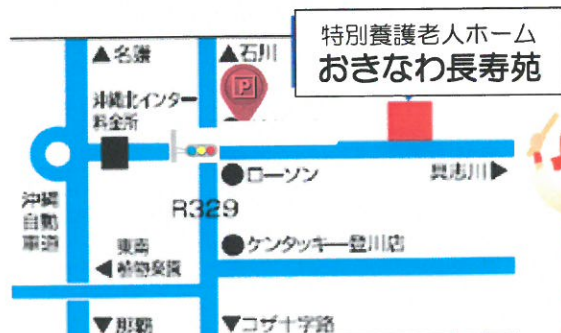 特別養護老人ホーム
おきなわ長寿苑
▲名護
▲石川
P
沖縄北インター
料金所
●ローソン
具志川▶
沖縄
自動
車道
R329
東南
◀植物楽園
●ケンタッキー登川店
▼那覇
▼コザ十字路